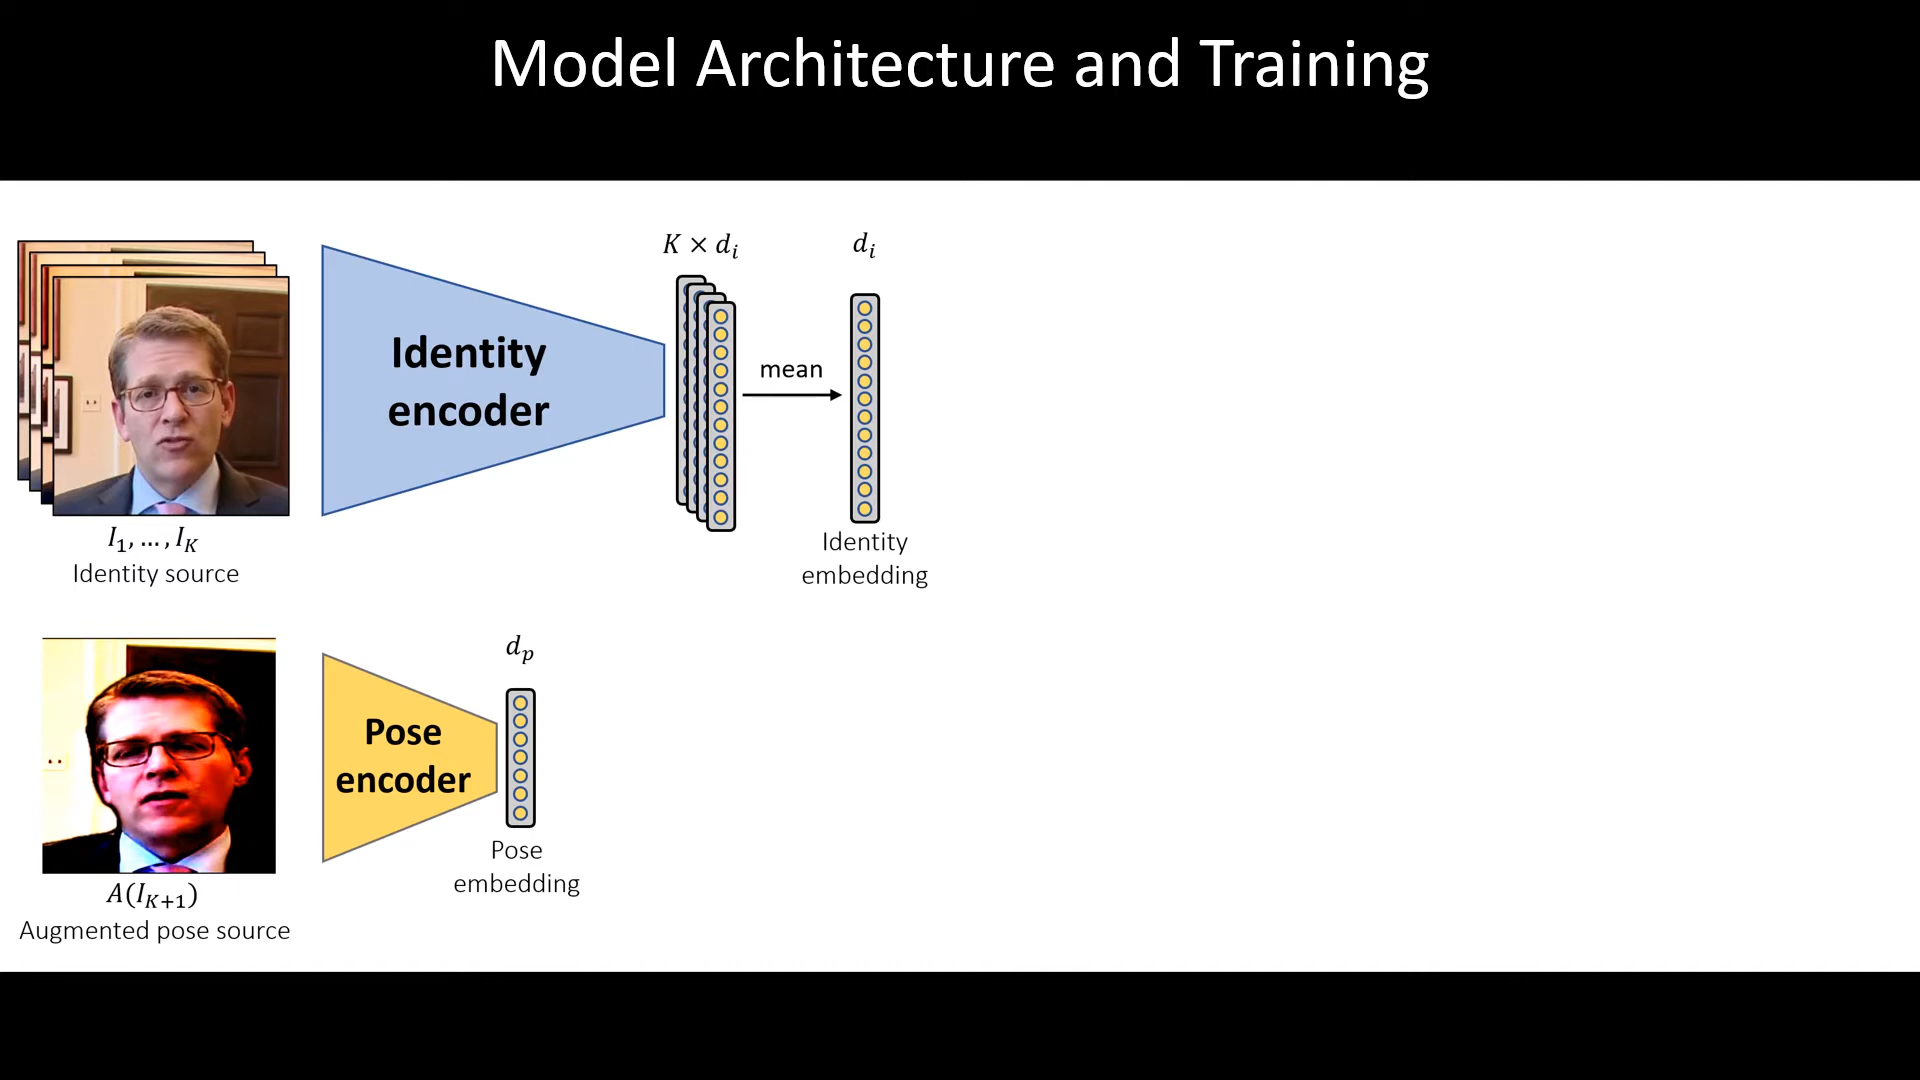 Model Architecture and Training
K × d_i
d_i
Identity
encoder
mean
I_1, … , I_K
Identity source
Identity
embedding
d_p
Pose
encoder
Pose
embedding
A(I_{K+1})
Augmented pose source